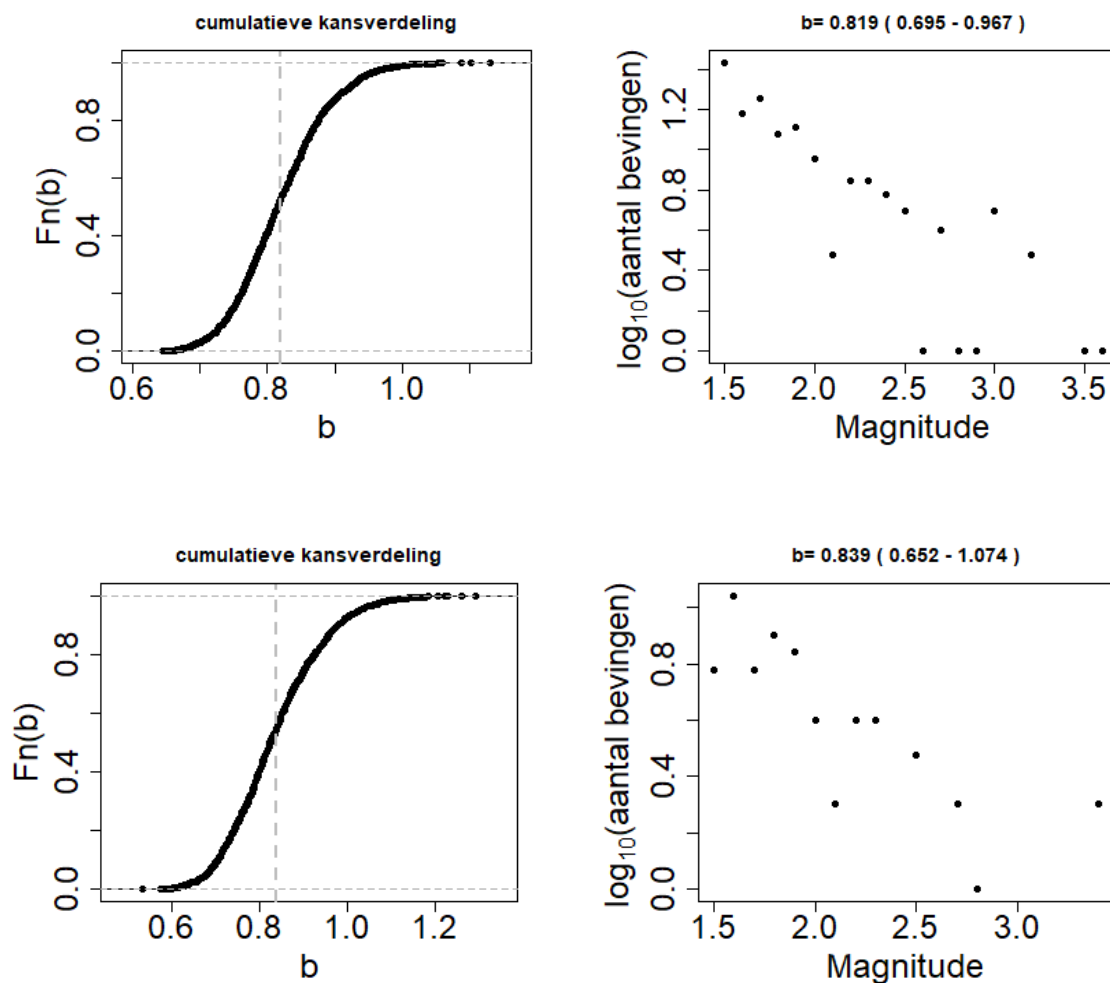 cumulatieve kansverdeling
Fn(b)
0.0
0.4
0.8
0.6
0.8
1.0
b
b= 0.819 ( 0.695 - 0.967 )
log10(aantal bevingen)
0.0
0.4
0.8
1.2
1.5
2.0
2.5
3.0
3.5
Magnitude
cumulatieve kansverdeling
Fn(b)
0.0
0.4
0.8
0.6
0.8
1.0
1.2
b
b= 0.839 ( 0.652 - 1.074 )
log10(aantal bevingen)
0.0
0.4
0.8
1.5
2.0
2.5
3.0
Magnitude